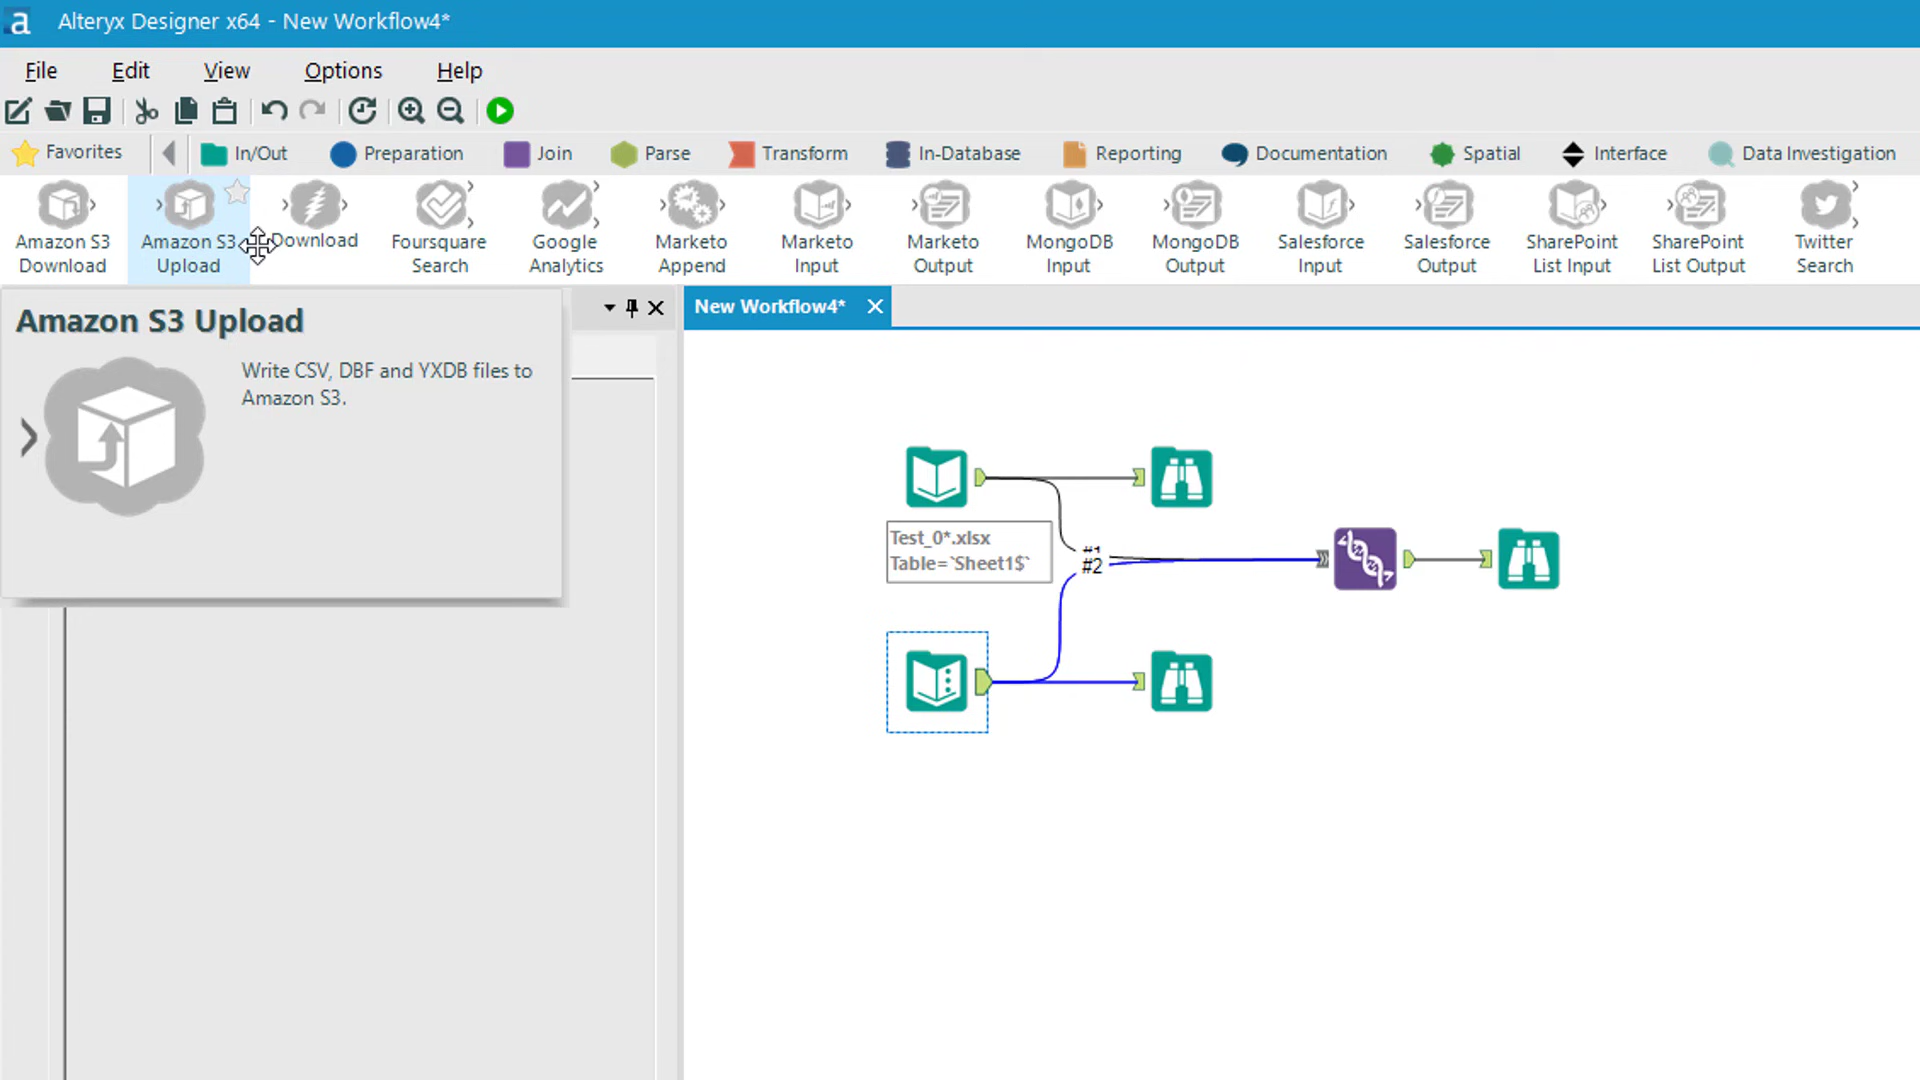 a Alteryx Designer x64 - New Workflow4*
File Edit View Options Help
Favorites In/Out Preparation Join Parse Transform In-Database Reporting Documentation Spatial Interface Data Investigation
Amazon S3 Download
Amazon S3 Upload
Download
Foursquare Search
Google Analytics
Marketo Append
Marketo Input
Marketo Output
MongoDB Input
MongoDB Output
Salesforce Input
Salesforce Output
SharePoint List Input
SharePoint List Output
Twitter Search
New Workflow4*
Amazon S3 Upload
Write CSV, DBF and YXDB files to
Amazon S3.
Test_0*.xlsx
Table=`Sheet1$`
#1
#2